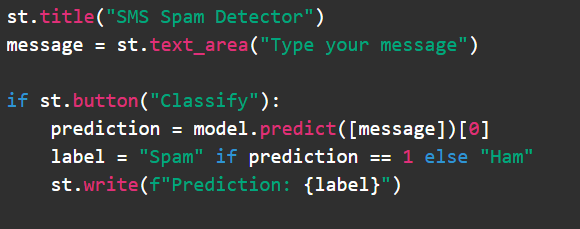 st.title("SMS Spam Detector")
message = st.text_area("Type your message")

if st.button("Classify"):
    prediction = model.predict([message])[0]
    label = "Spam" if prediction == 1 else "Ham"
    st.write(f"Prediction: {label}")